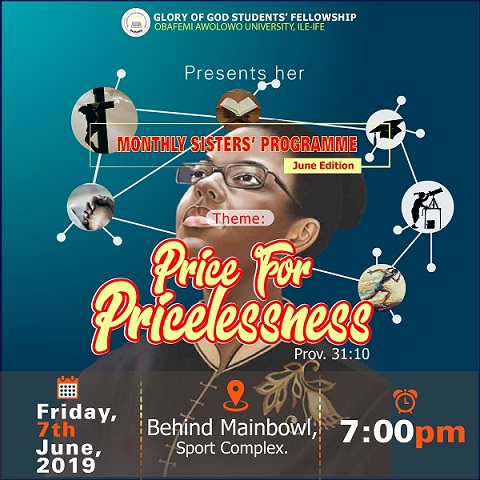 GLORY OF GOD STUDENTS' FELLOWSHIP
OBAFEMI AWOLOWO UNIVERSITY, ILE-IFE
Presents her
MONTHLY SISTERS' PROGRAMME
June Edition
Theme:
Price For
Pricelessness
Prov. 31:10
Friday,
7th
June,
2019
Behind Mainbowl,
Sport Complex.
7:00pm